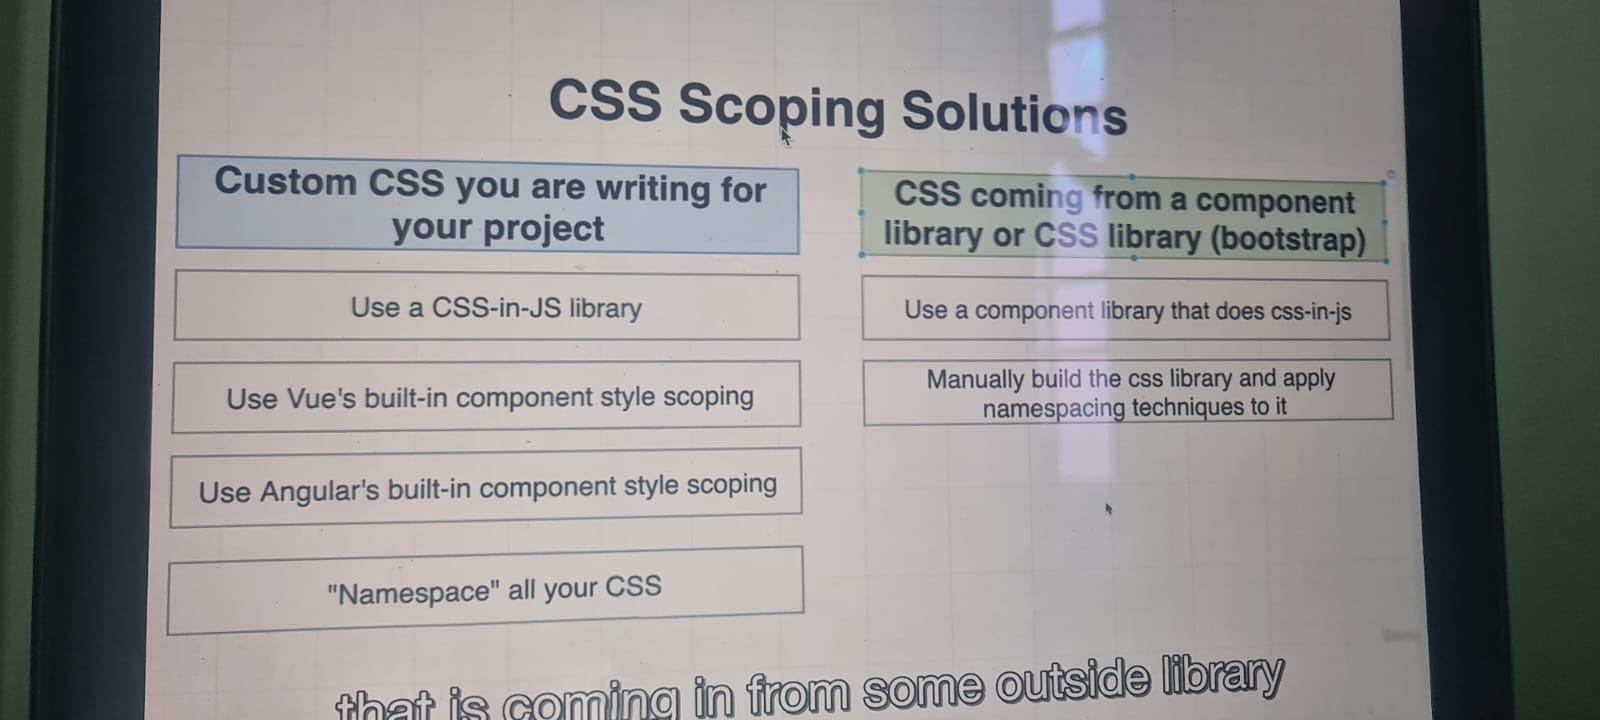 CSS Scoping Solutions
Custom CSS you are writing for
your project
Use a CSS-in-JS library
Use Vue's built-in component style scoping
Use Angular's built-in component style scoping
"Namespace" all your CSS
CSS coming from a component
library or CSS library (bootstrap)
Use a component library that does css-in-js
Manually build the css library and apply
namespacing techniques to it
that is coming in from some outside library